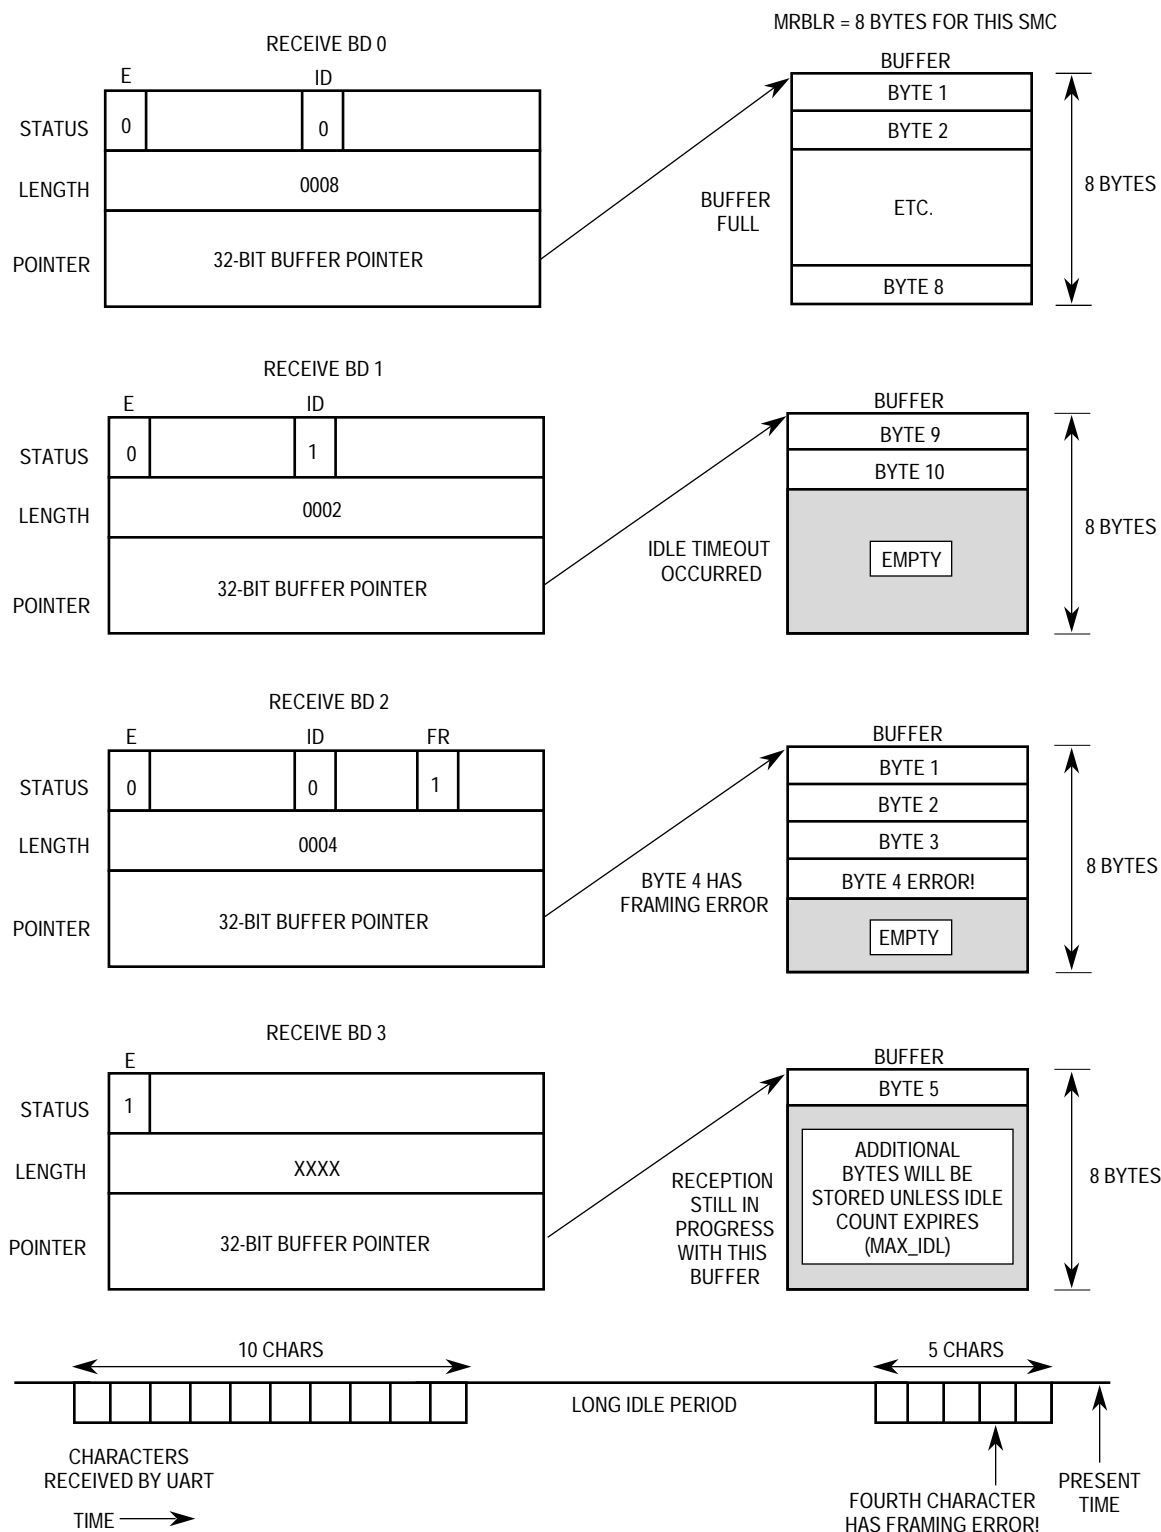 MRBLR = 8 BYTES FOR THIS SMC
RECEIVE BD 0
E ID
STATUS 0 0
LENGTH 0008
POINTER 32-BIT BUFFER POINTER
BUFFER
BYTE 1
BYTE 2
ETC.
BYTE 8
BUFFER
FULL
8 BYTES
RECEIVE BD 1
E ID
STATUS 0 1
LENGTH 0002
POINTER 32-BIT BUFFER POINTER
BUFFER
BYTE 9
BYTE 10
EMPTY
IDLE TIMEOUT
OCCURRED
8 BYTES
RECEIVE BD 2
E ID FR
STATUS 0 0 1
LENGTH 0004
POINTER 32-BIT BUFFER POINTER
BUFFER
BYTE 1
BYTE 2
BYTE 3
BYTE 4 ERROR!
EMPTY
BYTE 4 HAS
FRAMING ERROR
8 BYTES
RECEIVE BD 3
E
STATUS 1
LENGTH XXXX
POINTER 32-BIT BUFFER POINTER
BUFFER
BYTE 5
ADDITIONAL
BYTES WILL BE
STORED UNLESS IDLE
COUNT EXPIRES
(MAX_IDL)
RECEPTION
STILL IN
PROGRESS
WITH THIS
BUFFER
8 BYTES
10 CHARS
5 CHARS
LONG IDLE PERIOD
CHARACTERS
RECEIVED BY UART
TIME
FOURTH CHARACTER
HAS FRAMING ERROR!
PRESENT
TIME